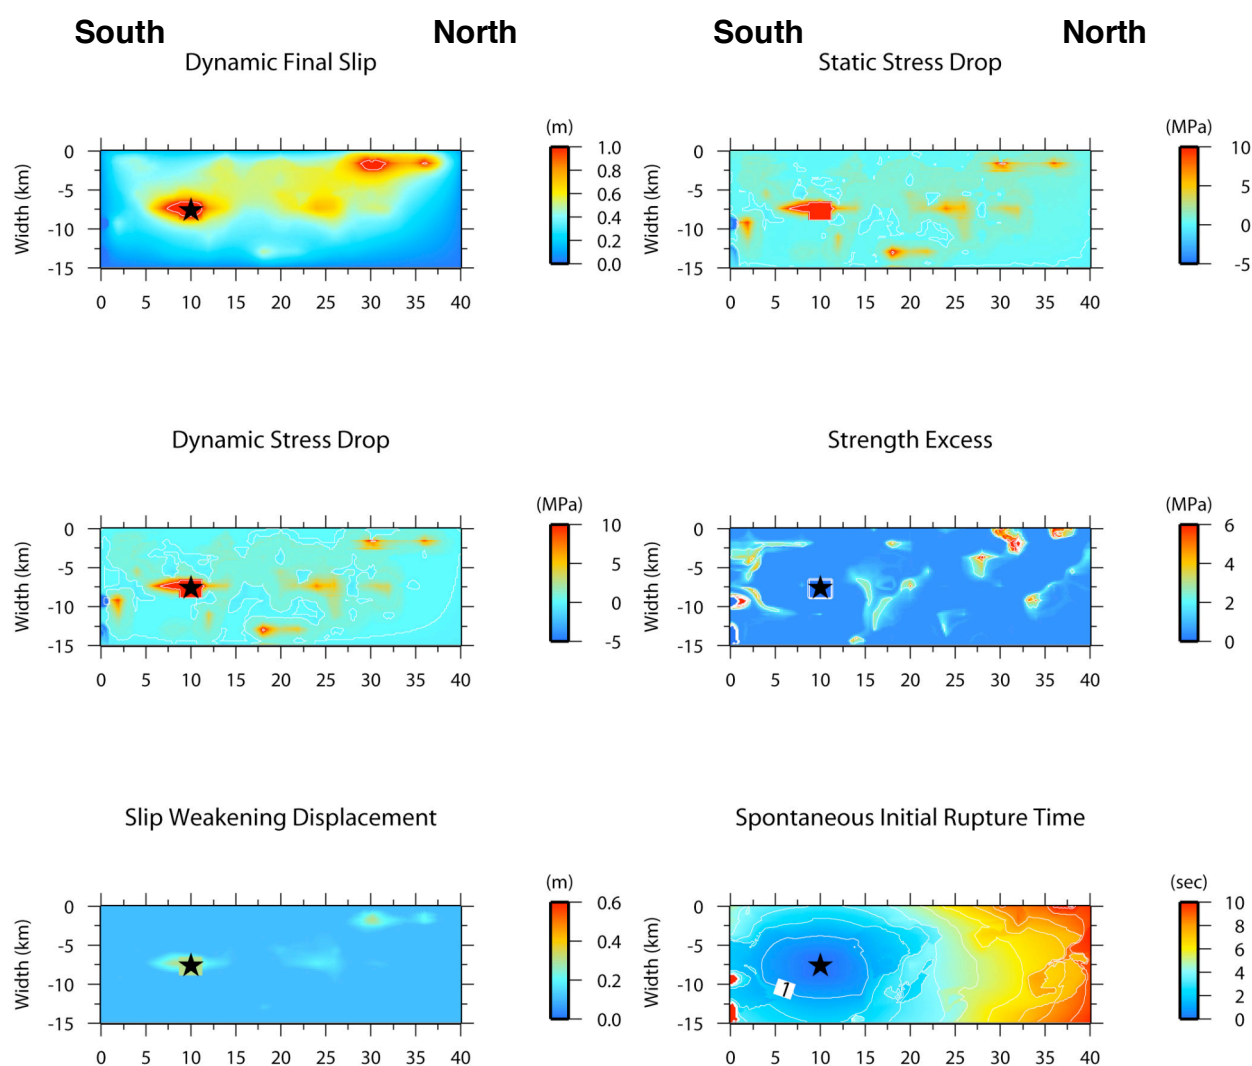 South North South North
Dynamic Final Slip Static Stress Drop
(m) (MPa)
0 1.0 0 10
0.8
-5 0.6 -5 5
Width (km) Width (km)
0.4 0
-10 0.2 -10
-15 0.0 -15 -5
0 5 10 15 20 25 30 35 40 0 5 10 15 20 25 30 35 40
Dynamic Stress Drop Strength Excess
(MPa) (MPa)
0 10 0 6
-5 5 -5 4
Width (km) Width (km)
-10 0 -10 2
-15 -5 -15 0
0 5 10 15 20 25 30 35 40 0 5 10 15 20 25 30 35 40
Slip Weakening Displacement Spontaneous Initial Rupture Time
(m) (sec)
0 0.6 0 10
8
-5 0.4 -5 6
Width (km) Width (km)
-10 0.2 -10 1 4
2
-15 0.0 -15 0
0 5 10 15 20 25 30 35 40 0 5 10 15 20 25 30 35 40